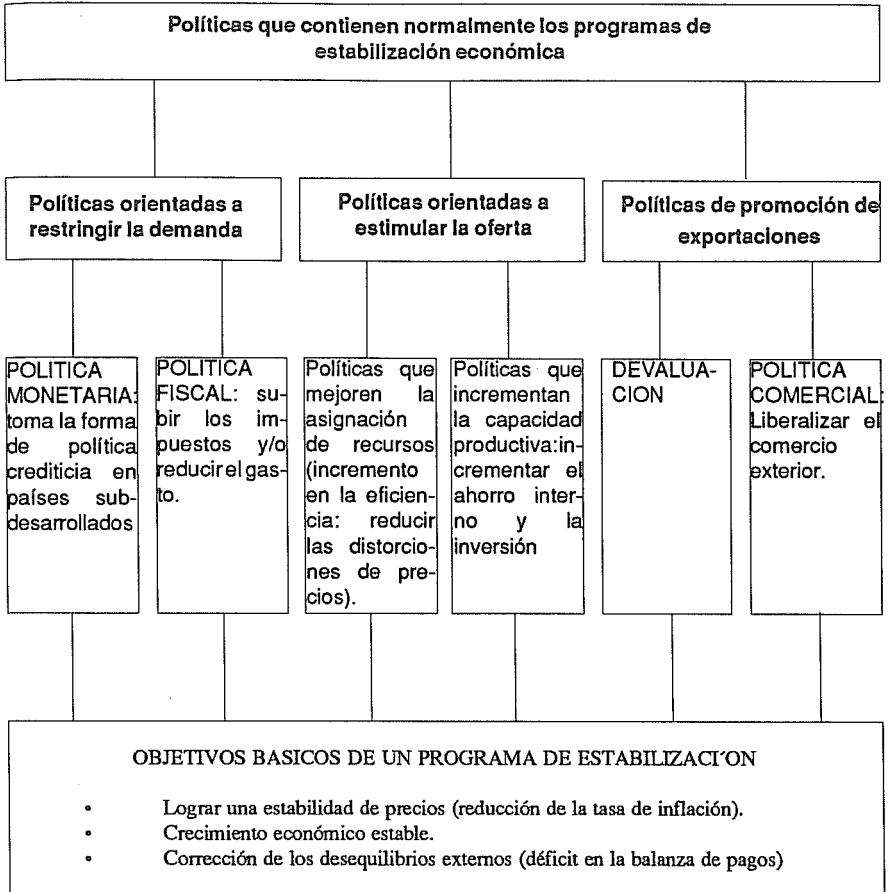 Políticas que contienen normalmente los programas de
estabilización económica
Políticas orientadas a
restringir la demanda
Políticas orientadas a
estimular la oferta
Políticas de promoción de
exportaciones
POLITICA
MONETARIA:
toma la forma
de política
crediticia en
países sub-
desarrollados
POLITICA
FISCAL: su-
bir los im-
puestos y/o
reducir el gas-
to.
Políticas que
mejoren la
asignación
de recursos
(incremento
en la eficien-
cia: reducir
las distorcio-
nes de pre-
cios).
Políticas que
incrementan
la capacidad
productiva:in-
crementar el
ahorro inter-
no y la
inversión
DEVALUA-
CION
POLITICA
COMERCIAL:
Liberalizar el
comercio
exterior.
OBJETIVOS BASICOS DE UN PROGRAMA DE ESTABILIZACI´ON
• Lograr una estabilidad de precios (reducción de la tasa de inflación).
• Crecimiento económico estable.
• Corrección de los desequilibrios externos (déficit en la balanza de pagos)